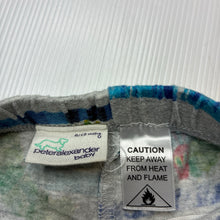 peteralexander
baby
CAUTION
KEEP AWAY
FROM HEAT
AND FLAME